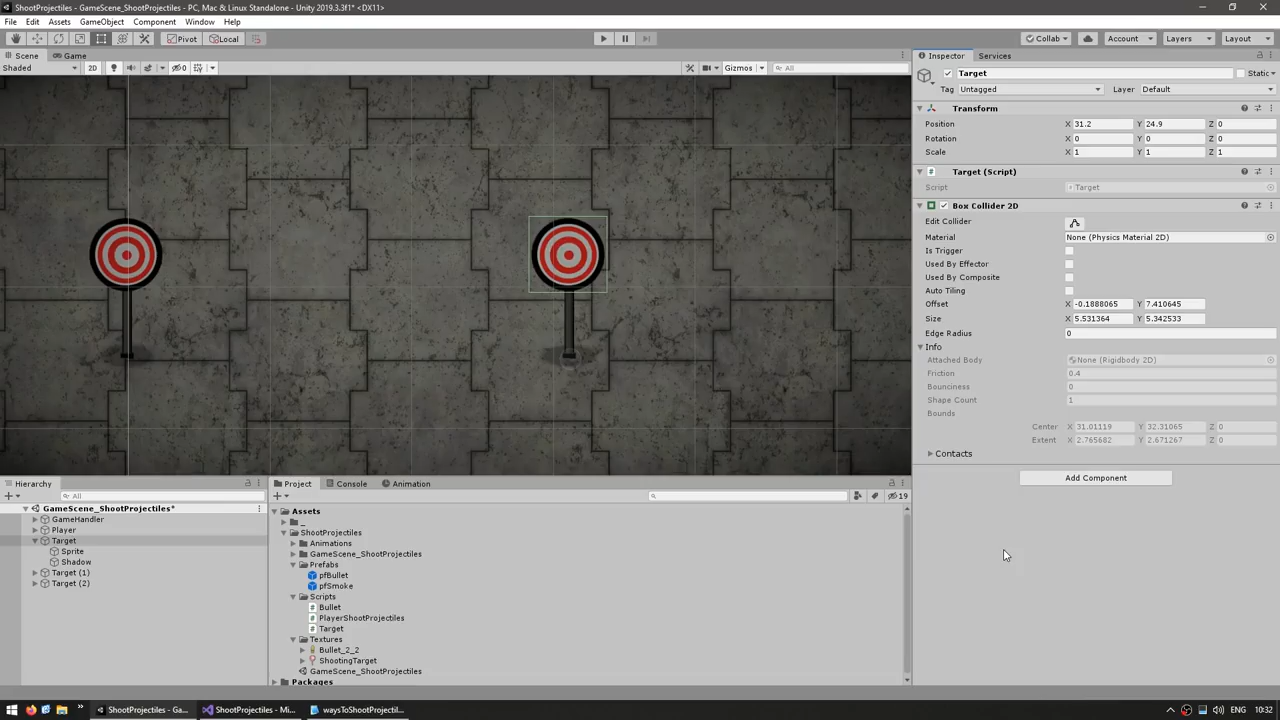 ShootProjectiles - GameScene_ShootProjectiles - PC, Mac & Linux Standalone - Unity 2019.3.3f1* <DX11>
File Edit Assets GameObject Component Window Help
Pivot Local Collab Account Layers Layout
Scene Game
Shaded 2D 0 Gizmos All
Inspector Services
Target Static
Tag Untagged Layer Default
Transform
Position X 31.2 Y 24.9 Z 0
Rotation X 0 Y 0 Z 0
Scale X 1 Y 1 Z 1
# Target (Script)
Script Target
Box Collider 2D
Edit Collider
Material None (Physics Material 2D)
Is Trigger
Used By Effector
Used By Composite
Auto Tiling
Offset X -0.1888065 Y 7.410645
Size X 5.531364 Y 5.342533
Edge Radius 0
Info
Attached Body None (Rigidbody 2D)
Friction 0.4
Bounciness 0
Shape Count 1
Bounds
Center X 31.01119 Y 32.31065 Z 0
Extent X 2.765682 Y 2.671267 Z 0
Contacts
Add Component
Hierarchy
+ All
GameScene_ShootProjectiles*
GameHandler
Player
Target
Sprite
Shadow
Target (1)
Target (2)
Project Console Animation
+ 19
Assets
_
ShootProjectiles
Animations
GameScene_ShootProjectiles
Prefabs
pfBullet
pfSmoke
Scripts
# Bullet
# PlayerShootProjectiles
# Target
Textures
Bullet_2_2
ShootingTarget
GameScene_ShootProjectiles
Packages
ShootProjectiles - Ga...
ShootProjectiles - Mi...
waysToShootProjectil...
ENG 10:32